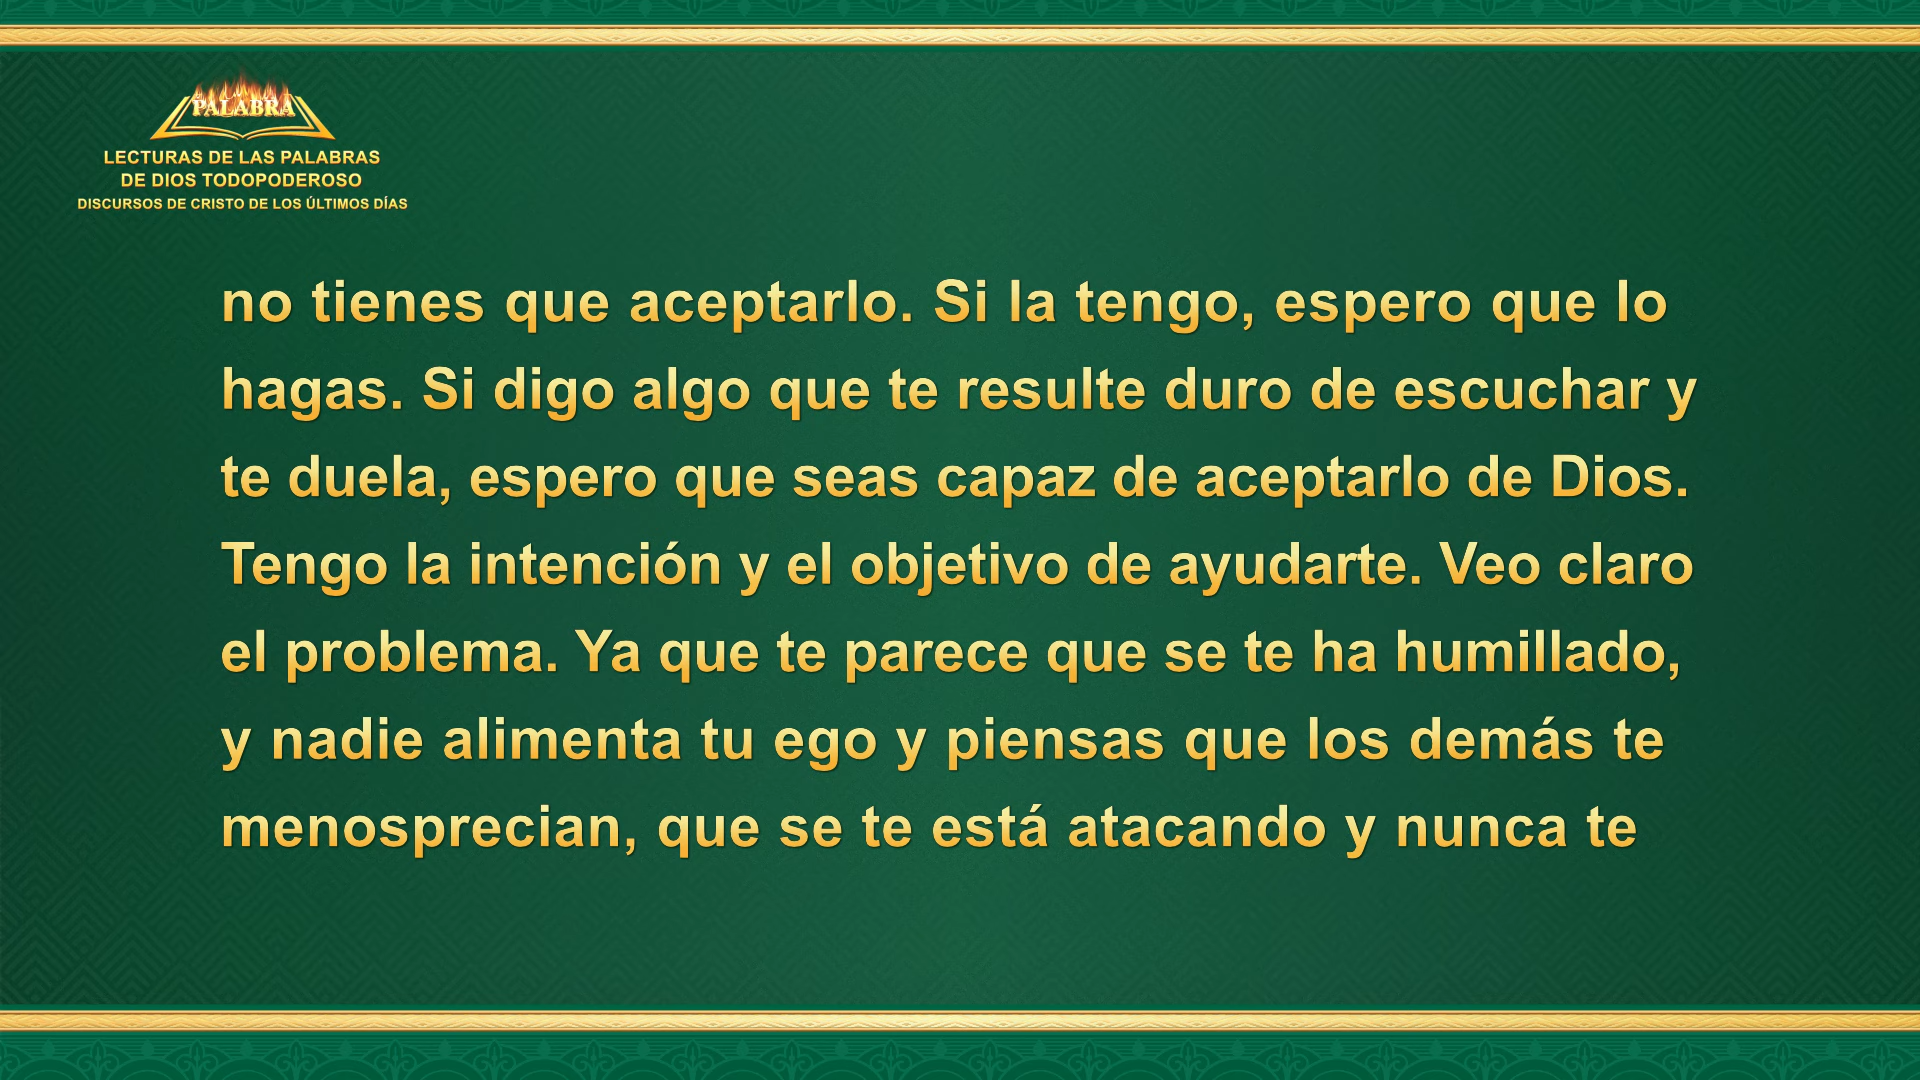 PALABRA
LECTURAS DE LAS PALABRAS
DE DIOS TODOPODEROSO
DISCURSOS DE CRISTO DE LOS ÚLTIMOS DÍAS
no tienes que aceptarlo. Si la tengo, espero que lo
hagas. Si digo algo que te resulte duro de escuchar y
te duela, espero que seas capaz de aceptarlo de Dios.
Tengo la intención y el objetivo de ayudarte. Veo claro
el problema. Ya que te parece que se te ha humillado,
y nadie alimenta tu ego y piensas que los demás te
menosprecian, que se te está atacando y nunca te